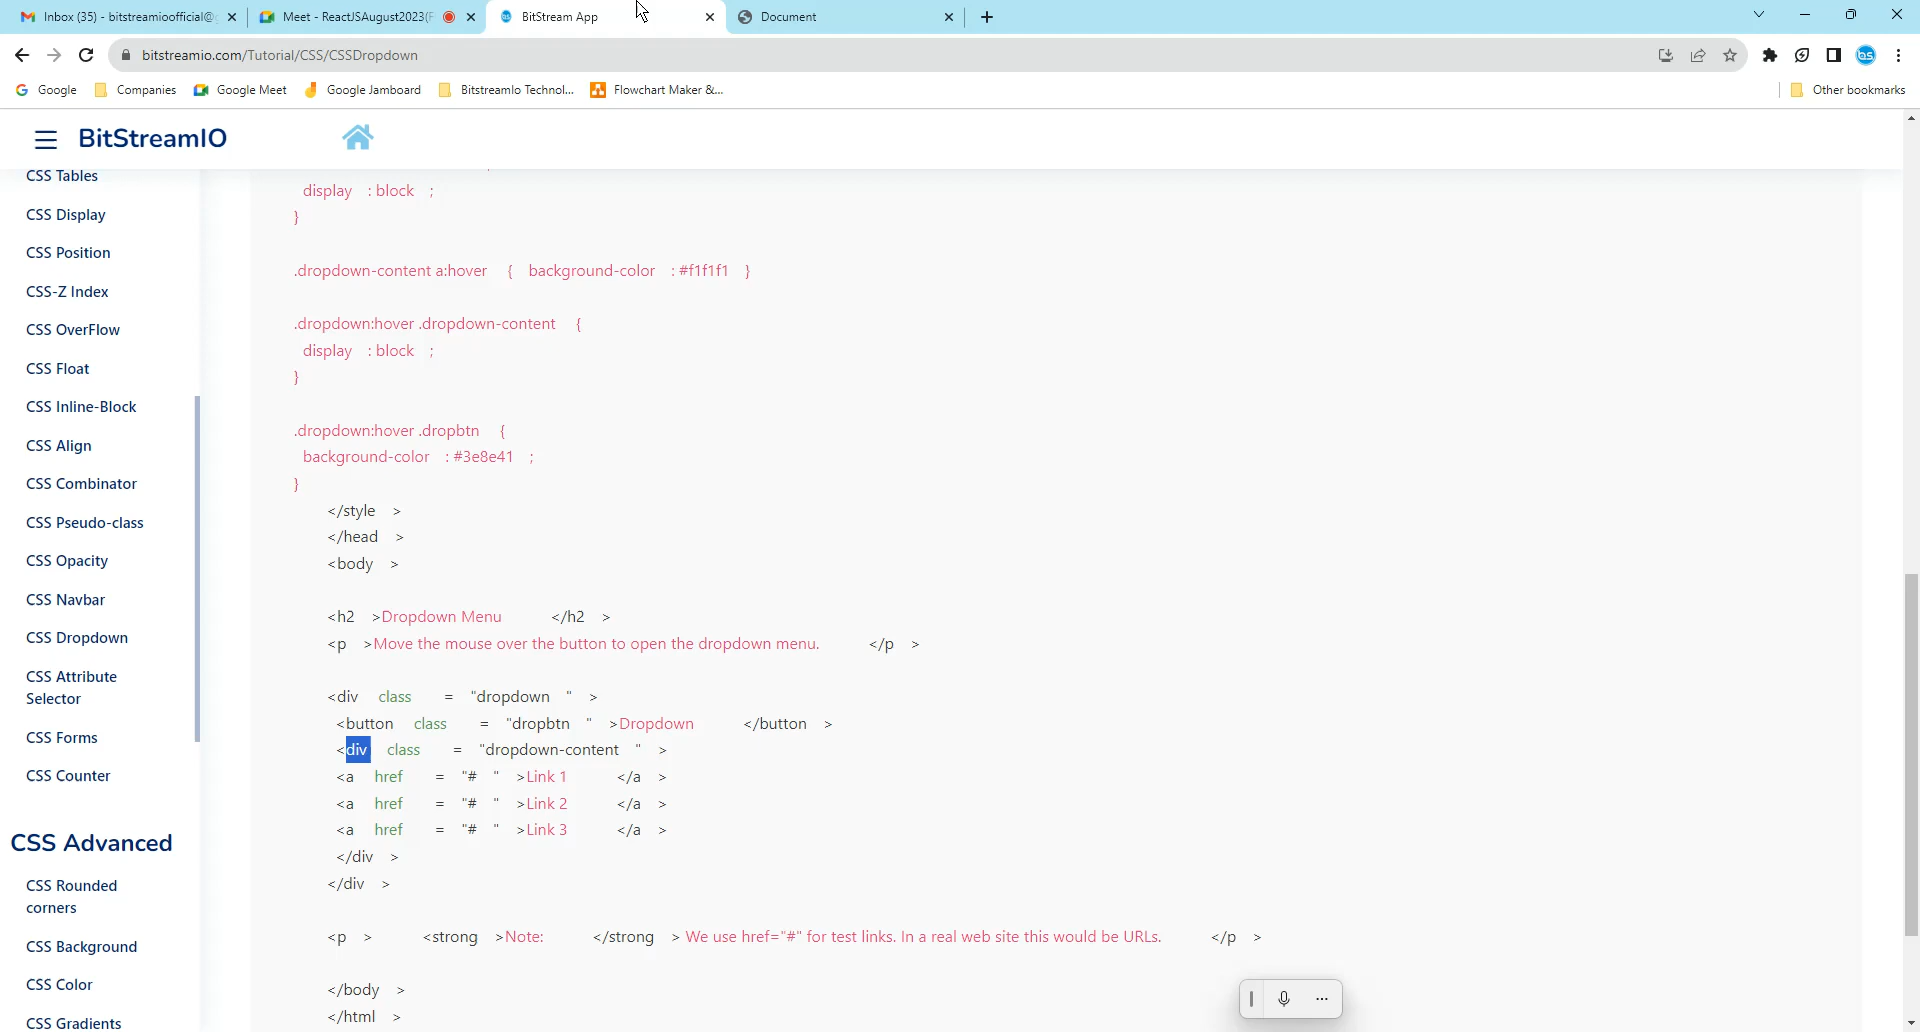 Inbox (35) - bitstreamioofficial@g
Meet - ReactJSAugust2023(F
BitStream App
Document
bitstreamio.com/Tutorial/CSS/CSSDropdown
Google
Companies
Google Meet
Google Jamboard
BitstreamIo Technol...
Flowchart Maker &...
Other bookmarks
BitStreamIO
CSS Tables
CSS Display
CSS Position
CSS-Z Index
CSS OverFlow
CSS Float
CSS Inline-Block
CSS Align
CSS Combinator
CSS Pseudo-class
CSS Opacity
CSS Navbar
CSS Dropdown
CSS Attribute
Selector
CSS Forms
CSS Counter
CSS Advanced
CSS Rounded
corners
CSS Background
CSS Color
CSS Gradients
display : block ;
}
.dropdown-content a:hover { background-color : #f1f1f1 }
.dropdown:hover .dropdown-content {
display : block ;
}
.dropdown:hover .dropbtn {
background-color : #3e8e41 ;
}
</style >
</head >
<body >
<h2 >Dropdown Menu </h2 >
<p >Move the mouse over the button to open the dropdown menu. </p >
<div class = "dropdown " >
<button class = "dropbtn " >Dropdown </button >
<div class = "dropdown-content " >
<a href = "# " >Link 1 </a >
<a href = "# " >Link 2 </a >
<a href = "# " >Link 3 </a >
</div >
</div >
<p > <strong >Note: </strong > We use href="#" for test links. In a real web site this would be URLs. </p >
</body >
</html >